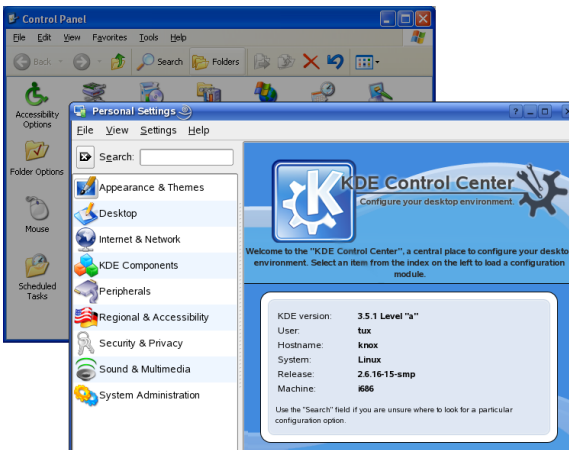 Control Panel
File Edit View Favorites Tools Help
Back Search Folders
Accessibility
Options
Folder Options
Mouse
Scheduled
Tasks
Personal Settings
File View Settings Help
Search:
Appearance & Themes
Desktop
Internet & Network
KDE Components
Peripherals
Regional & Accessibility
Security & Privacy
Sound & Multimedia
System Administration
KDE Control Center
Configure your desktop environment.
Welcome to the "KDE Control Center", a central place to configure your deskto
environment. Select an item from the index on the left to load a configuration
module.
KDE version: 3.5.1 Level "a"
User: tux
Hostname: knox
System: Linux
Release: 2.6.16-15-smp
Machine: i686
Use the "Search" field if you are unsure where to look for a particular
configuration option.